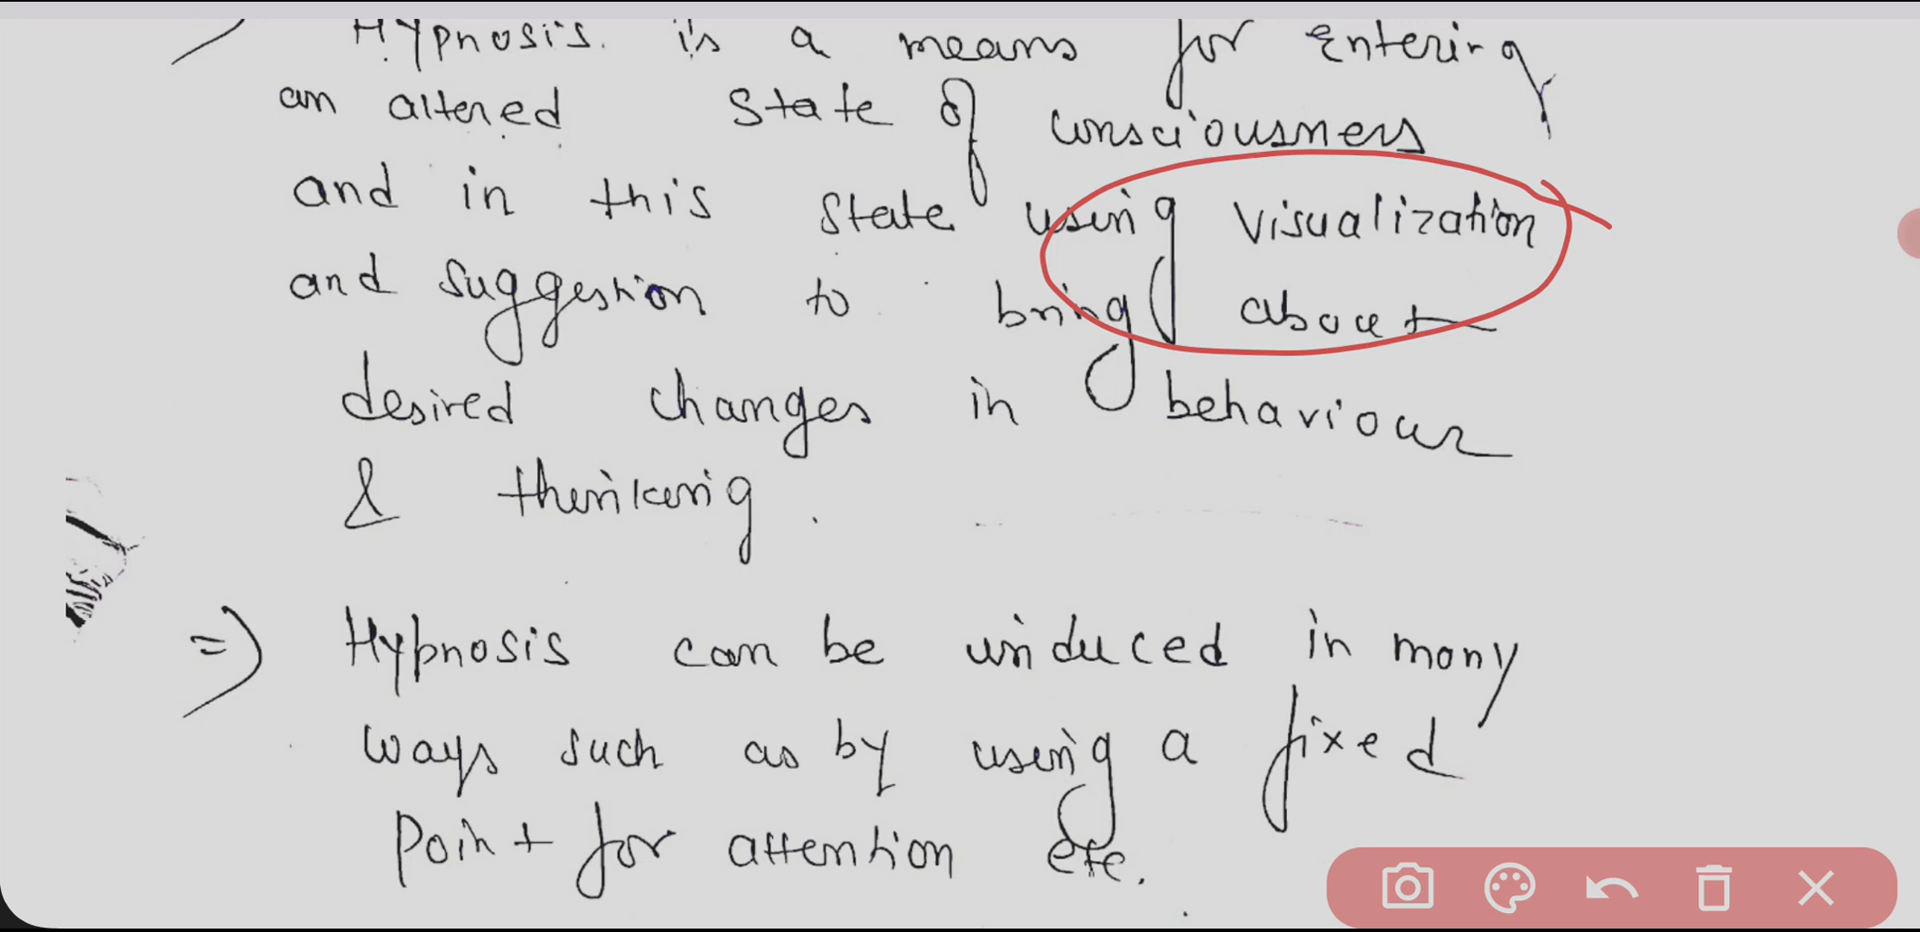 Hypnosis. is a means for Entering
an altered State of consciousness
and in this state using visualization
and suggestion to bring about
desired changes in behaviour
& thinking.
=> Hypnosis can be induced in many
ways such as by using a fixed
Point for attention etc.